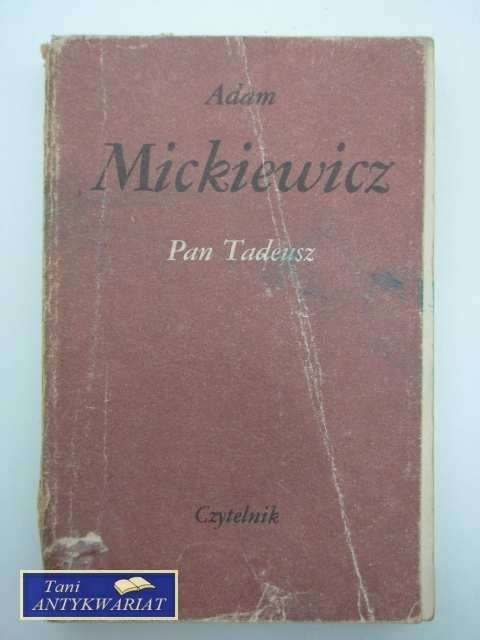 Adam
Mickiewicz
Pan Tadeusz
Czytelnik
Tani
ANTYKWARIAT